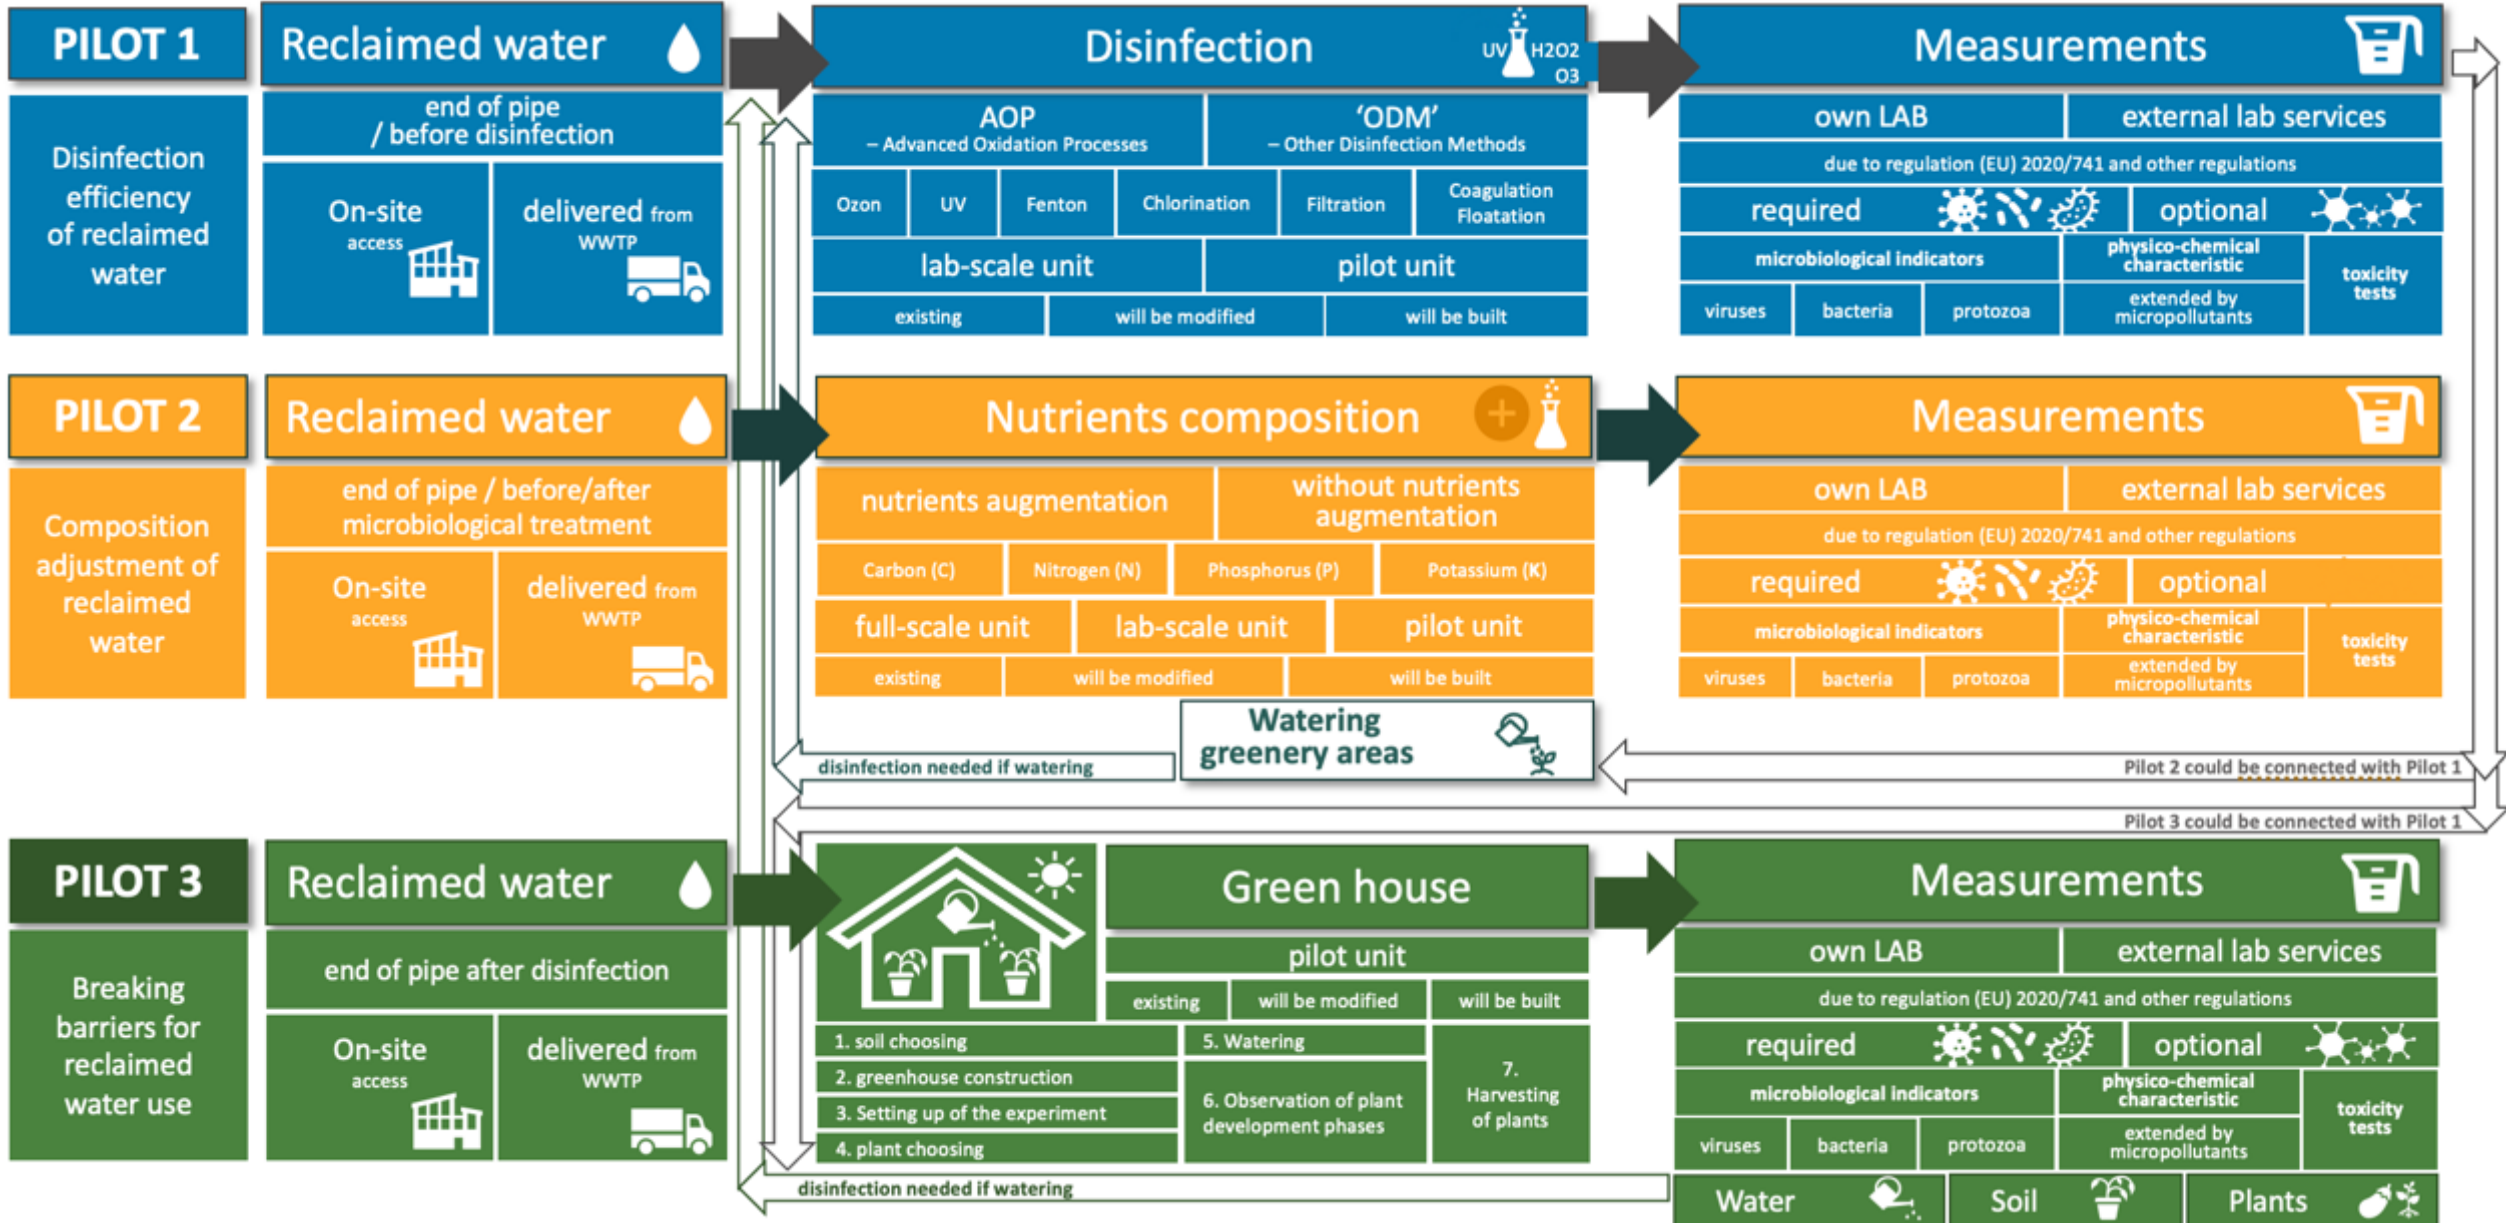 PILOT 1
Reclaimed water
Disinfection
UV H2O2
O3
Measurements
Disinfection
efficiency
of reclaimed
water
end of pipe
/ before disinfection
On-site
access
delivered from
WWTP
AOP
– Advanced Oxidation Processes
'ODM'
– Other Disinfection Methods
Ozon
UV
Fenton
Chlorination
Filtration
Coagulation
Floatation
lab-scale unit
pilot unit
existing
will be modified
will be built
own LAB
external lab services
due to regulation (EU) 2020/741 and other regulations
required
optional
microbiological indicators
physico-chemical
characteristic
toxicity
tests
viruses
bacteria
protozoa
extended by
micropollutants
PILOT 2
Reclaimed water
Nutrients composition
Measurements
Composition
adjustment of
reclaimed
water
end of pipe / before/after
microbiological treatment
On-site
access
delivered from
WWTP
nutrients augmentation
without nutrients
augmentation
Carbon (C)
Nitrogen (N)
Phosphorus (P)
Potassium (K)
full-scale unit
lab-scale unit
pilot unit
existing
will be modified
will be built
own LAB
external lab services
due to regulation (EU) 2020/741 and other regulations
required
optional
microbiological indicators
physico-chemical
characteristic
toxicity
tests
viruses
bacteria
protozoa
extended by
micropollutants
Watering
greenery areas
disinfection needed if watering
Pilot 2 could be connected with Pilot 1
Pilot 3 could be connected with Pilot 1
PILOT 3
Reclaimed water
Green house
Measurements
Breaking
barriers for
reclaimed
water use
end of pipe after disinfection
On-site
access
delivered from
WWTP
pilot unit
existing
will be modified
will be built
1. soil choosing
2. greenhouse construction
3. Setting up of the experiment
4. plant choosing
5. Watering
6. Observation of plant
development phases
7.
Harvesting
of plants
own LAB
external lab services
due to regulation (EU) 2020/741 and other regulations
required
optional
microbiological indicators
physico-chemical
characteristic
toxicity
tests
viruses
bacteria
protozoa
extended by
micropollutants
disinfection needed if watering
Water
Soil
Plants